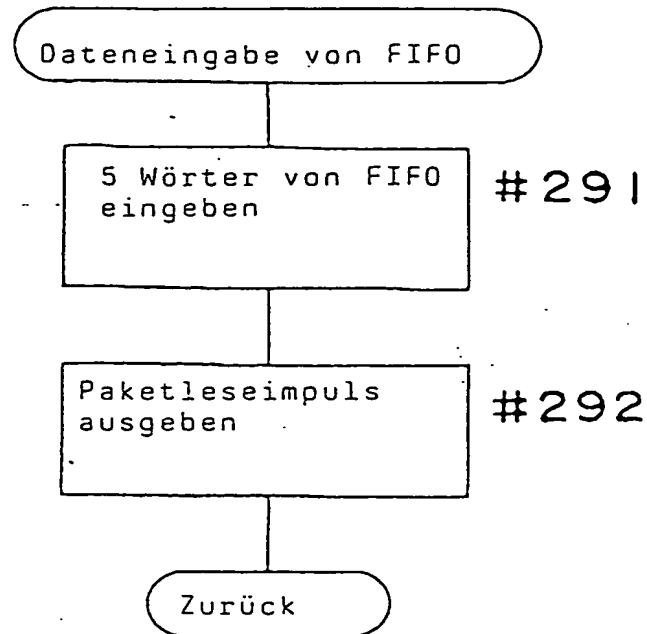 Dateneingabe von FIFO
5 Wörter von FIFO
eingeben
#291
Paketleseimpuls
ausgeben
#292
Zurück